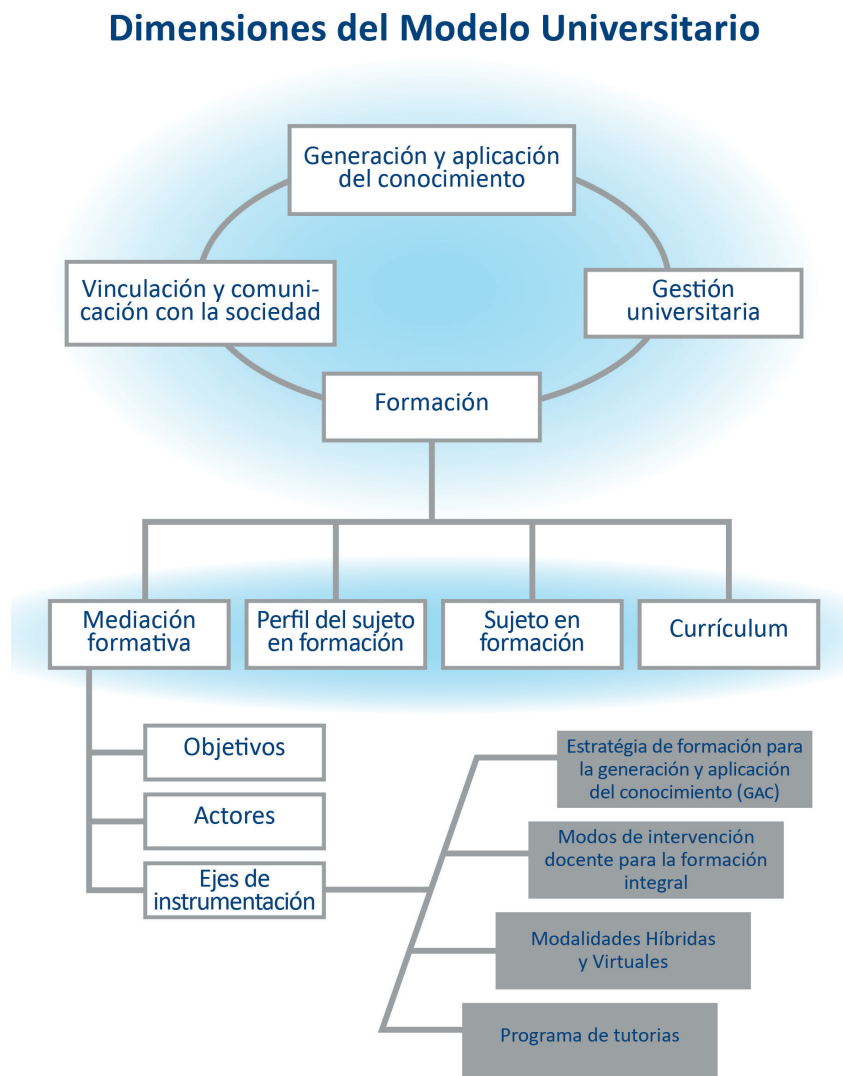 Dimensiones del Modelo Universitario
Generación y aplicación
del conocimiento
Vinculación y comuni-
cación con la sociedad
Gestión
universitaria
Formación
Mediación
formativa
Perfil del sujeto
en formación
Sujeto en
formación
Currículum
Objetivos
Actores
Ejes de
instrumentación
Estratégia de formación para
la generación y aplicación
del conocimiento (GAC)
Modos de intervención
docente para la formación
integral
Modalidades Híbridas
y Virtuales
Programa de tutorias